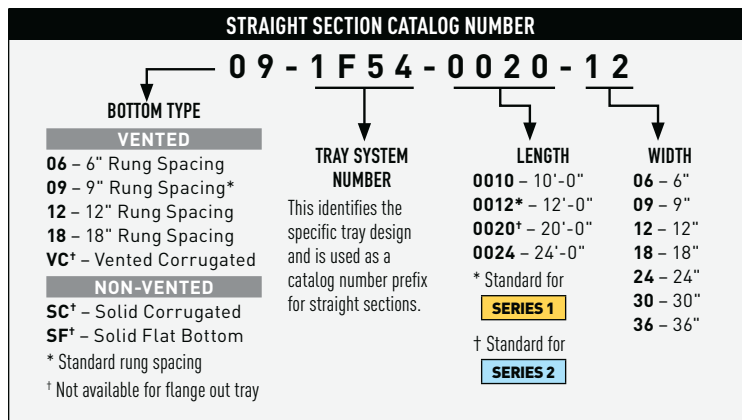 STRAIGHT SECTION CATALOG NUMBER
09-1F54-0020-12
BOTTOM TYPE
VENTED
06 – 6" Rung Spacing
09 – 9" Rung Spacing*
12 – 12" Rung Spacing
18 – 18" Rung Spacing
VC† – Vented Corrugated
NON-VENTED
SC† – Solid Corrugated
SF† – Solid Flat Bottom
* Standard rung spacing
† Not available for flange out tray
TRAY SYSTEM
NUMBER
This identifies the
specific tray design
and is used as a
catalog number prefix
for straight sections.
LENGTH
0010 – 10'-0"
0012* – 12'-0"
0020† – 20'-0"
0024 – 24'-0"
* Standard for
SERIES 1
† Standard for
SERIES 2
WIDTH
06 – 6"
09 – 9"
12 – 12"
18 – 18"
24 – 24"
30 – 30"
36 – 36"